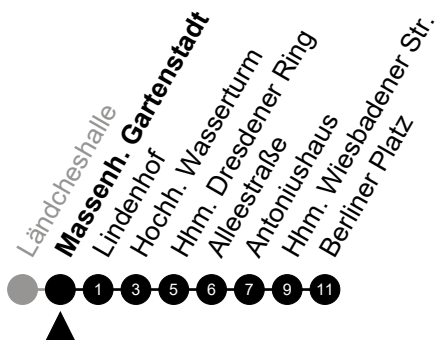 Ländcheshalle
Massenh. Gartenstadt
Lindenhof
Hochh. Wasserturm
Hhm. Dresdener Ring
Alleestraße
Antoniushaus
Hhm. Wiesbadener Str.
Berliner Platz
1 3 5 6 7 9 11